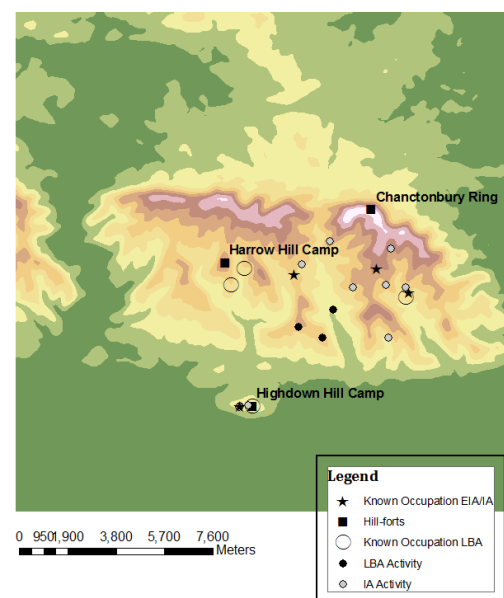 Chanctonbury Ring
Harrow Hill Camp
Highdown Hill Camp
Legend
Known Occupation EIA/IA
Hill-forts
Known Occupation LBA
LBA Activity
IA Activity
0 950 1,900 3,800 5,700 7,600
Meters